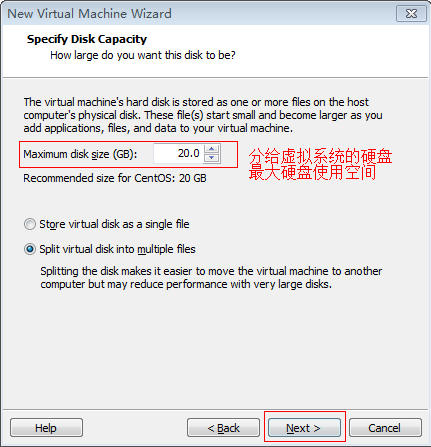 New Virtual Machine Wizard
Specify Disk Capacity
How large do you want this disk to be?
The virtual machine's hard disk is stored as one or more files on the host
computer's physical disk. These file(s) start small and become larger as you
add applications, files, and data to your virtual machine.
Maximum disk size (GB): 20.0
分给虚拟系统的硬盘
最大硬盘使用空间
Recommended size for CentOS: 20 GB
Store virtual disk as a single file
Split virtual disk into multiple files
Splitting the disk makes it easier to move the virtual machine to another
computer but may reduce performance with very large disks.
Help < Back Next > Cancel